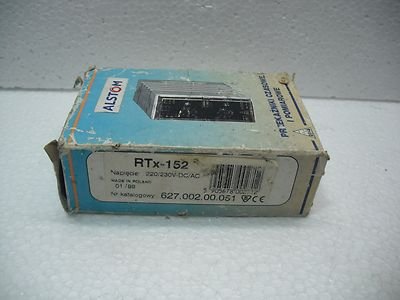 ALSTOM
PRZEKAŹNIKI CZASOWE
I POMIAROWE
RTx-152
Napięcie: 220/230V-DC/AC
MADE IN POLAND
01/99
Nr katalogowy: 627.002.00.051 CE